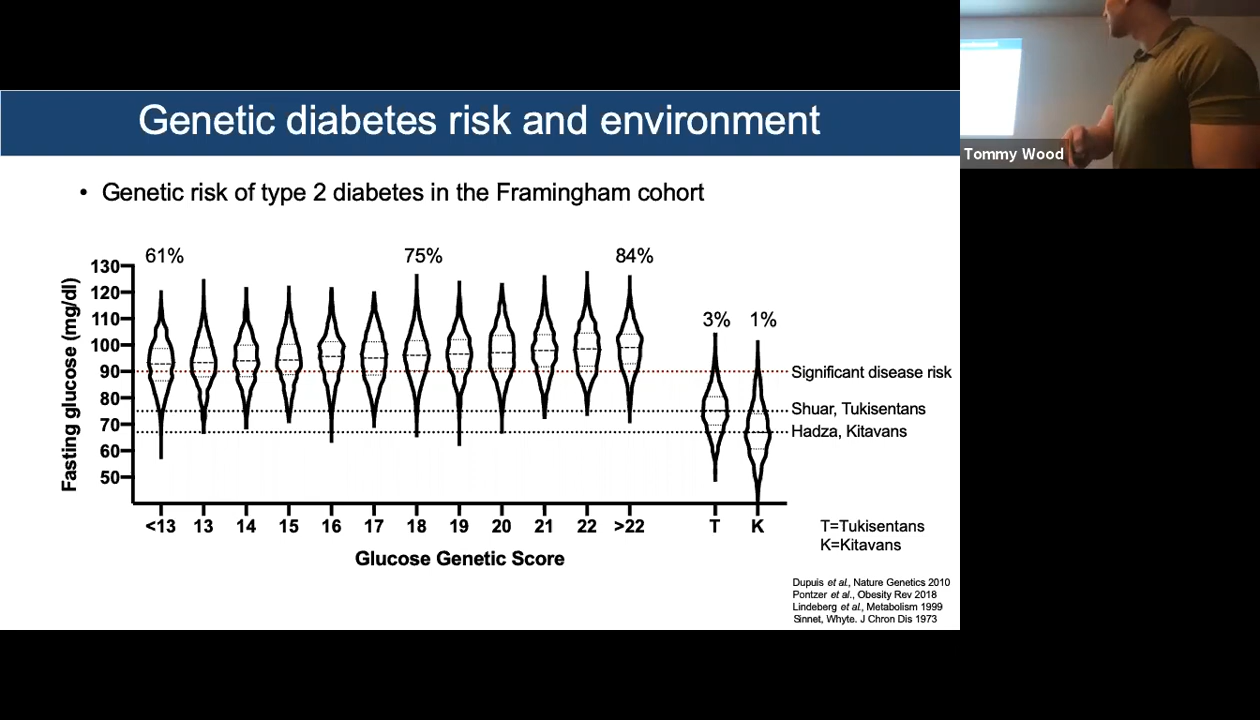 Genetic diabetes risk and environment
Tommy Wood
• Genetic risk of type 2 diabetes in the Framingham cohort
61% 75% 84%
3% 1%
Fasting glucose (mg/dl)
130
120
110
100
90
80
70
60
50
Significant disease risk
Shuar, Tukisentans
Hadza, Kitavans
<13 13 14 15 16 17 18 19 20 21 22 >22 T K
Glucose Genetic Score
T=Tukisentans
K=Kitavans
Dupuis et al., Nature Genetics 2010
Pontzer et al., Obesity Rev 2018
Lindeberg et al., Metabolism 1999
Sinnet, Whyte. J Chron Dis 1973